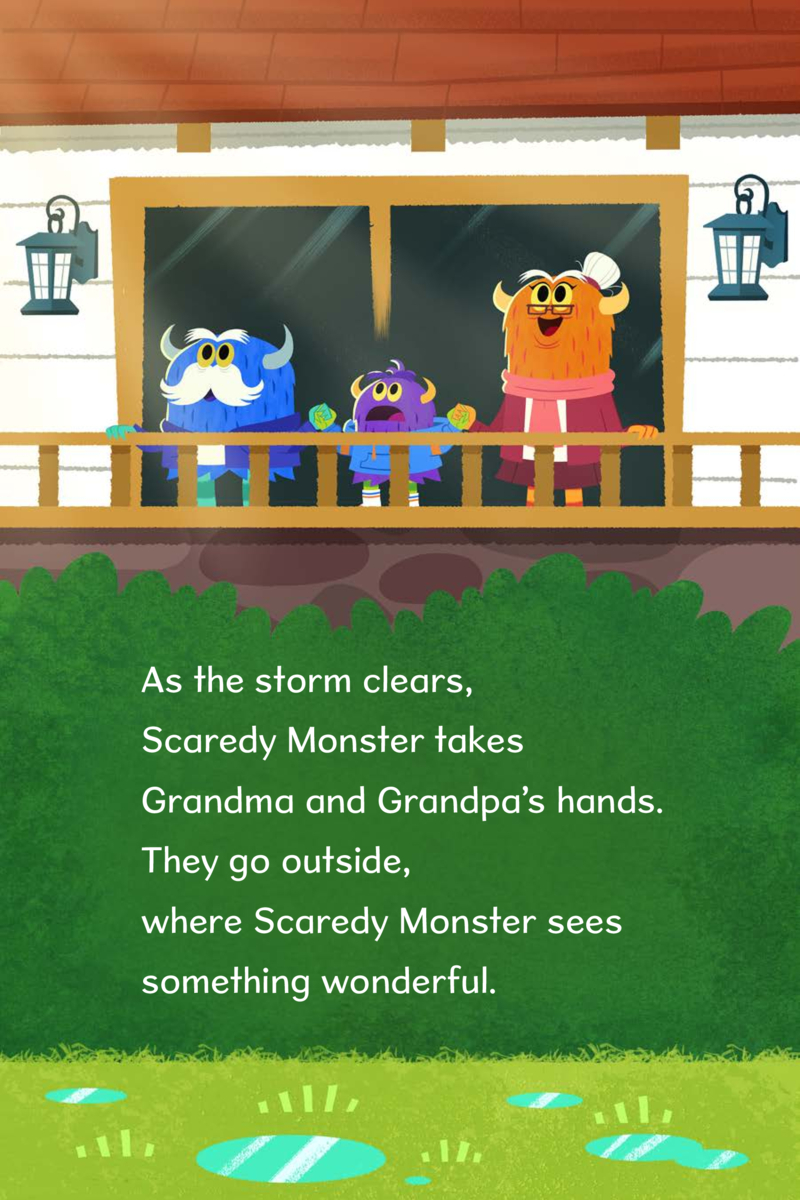 As the storm clears,
Scaredy Monster takes
Grandma and Grandpa’s hands.
They go outside,
where Scaredy Monster sees
something wonderful.